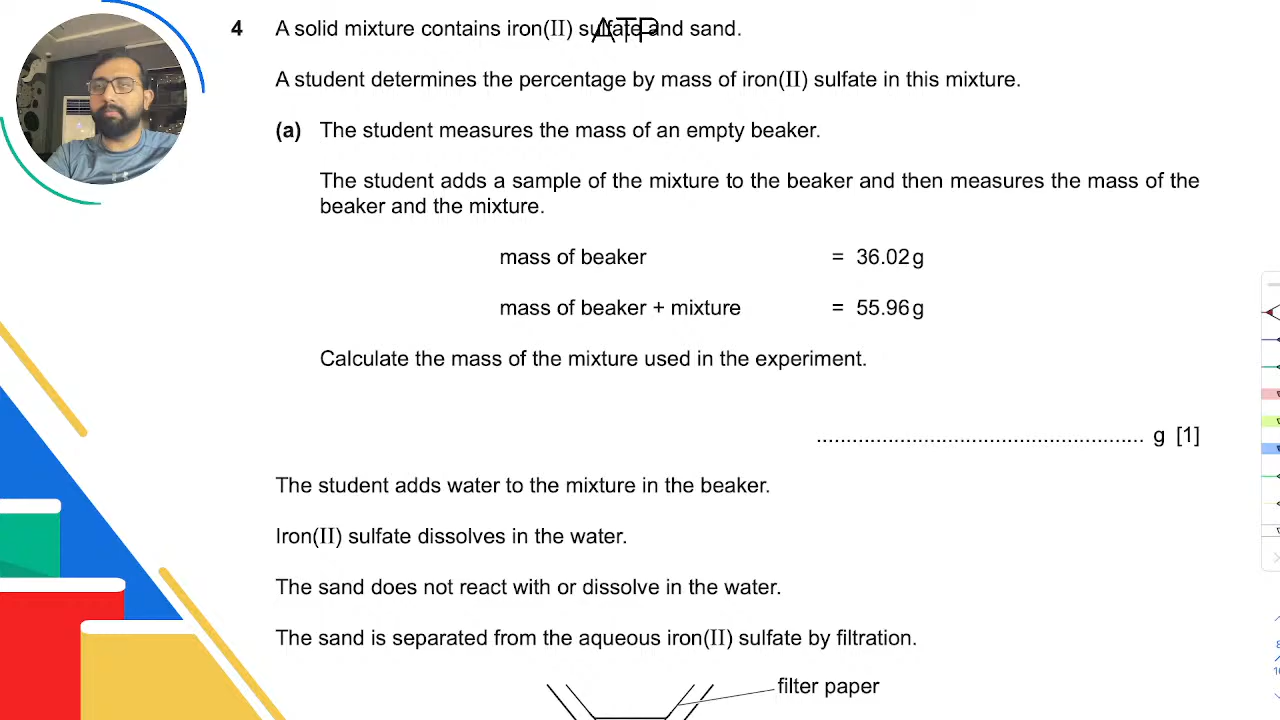 ATP
4 A solid mixture contains iron(II) sulfate and sand.
A student determines the percentage by mass of iron(II) sulfate in this mixture.
(a) The student measures the mass of an empty beaker.
The student adds a sample of the mixture to the beaker and then measures the mass of the
beaker and the mixture.
mass of beaker = 36.02 g
mass of beaker + mixture = 55.96 g
Calculate the mass of the mixture used in the experiment.
....................................................... g [1]
The student adds water to the mixture in the beaker.
Iron(II) sulfate dissolves in the water.
The sand does not react with or dissolve in the water.
The sand is separated from the aqueous iron(II) sulfate by filtration.
filter paper